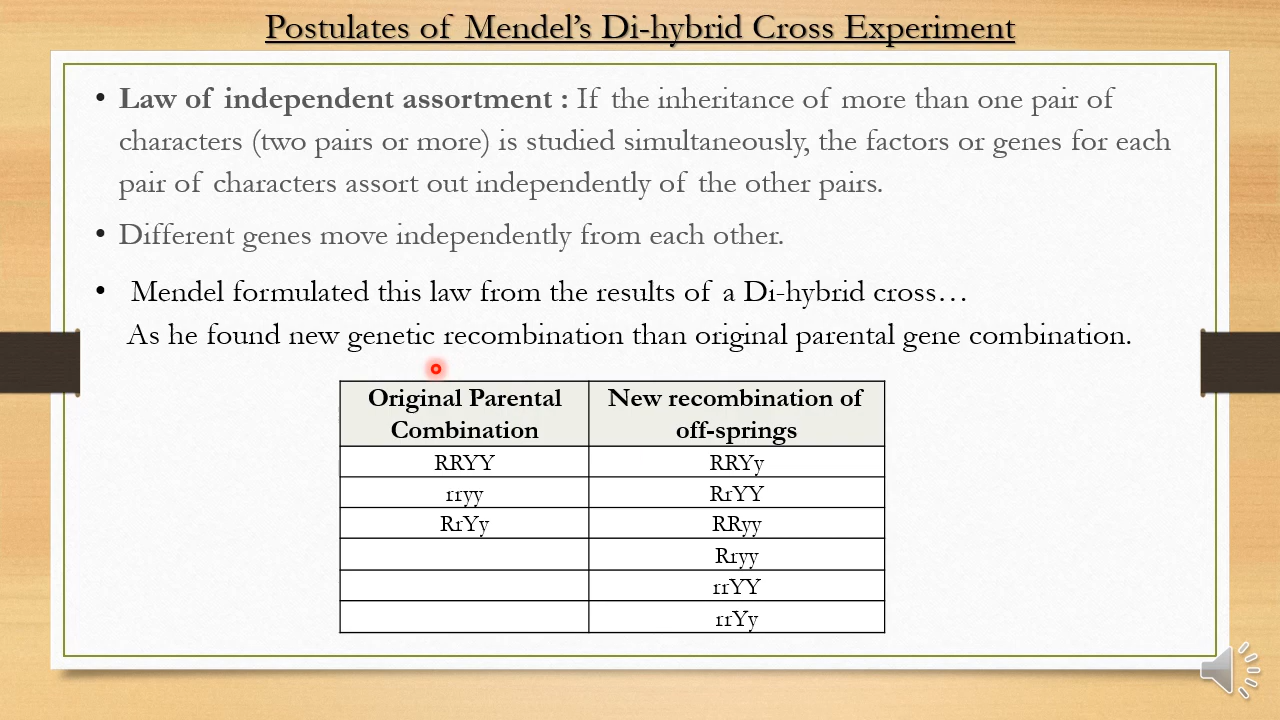 Postulates of Mendel's Di-hybrid Cross Experiment
• Law of independent assortment : If the inheritance of more than one pair of
characters (two pairs or more) is studied simultaneously, the factors or genes for each
pair of characters assort out independently of the other pairs.
• Different genes move independently from each other.
• Mendel formulated this law from the results of a Di-hybrid cross…
As he found new genetic recombination than original parental gene combination.
Original Parental Combination
New recombination of off-springs
RRYY RRYy
rryy RrYY
RrYy RRyy
Rryy
rrYY
rrYy